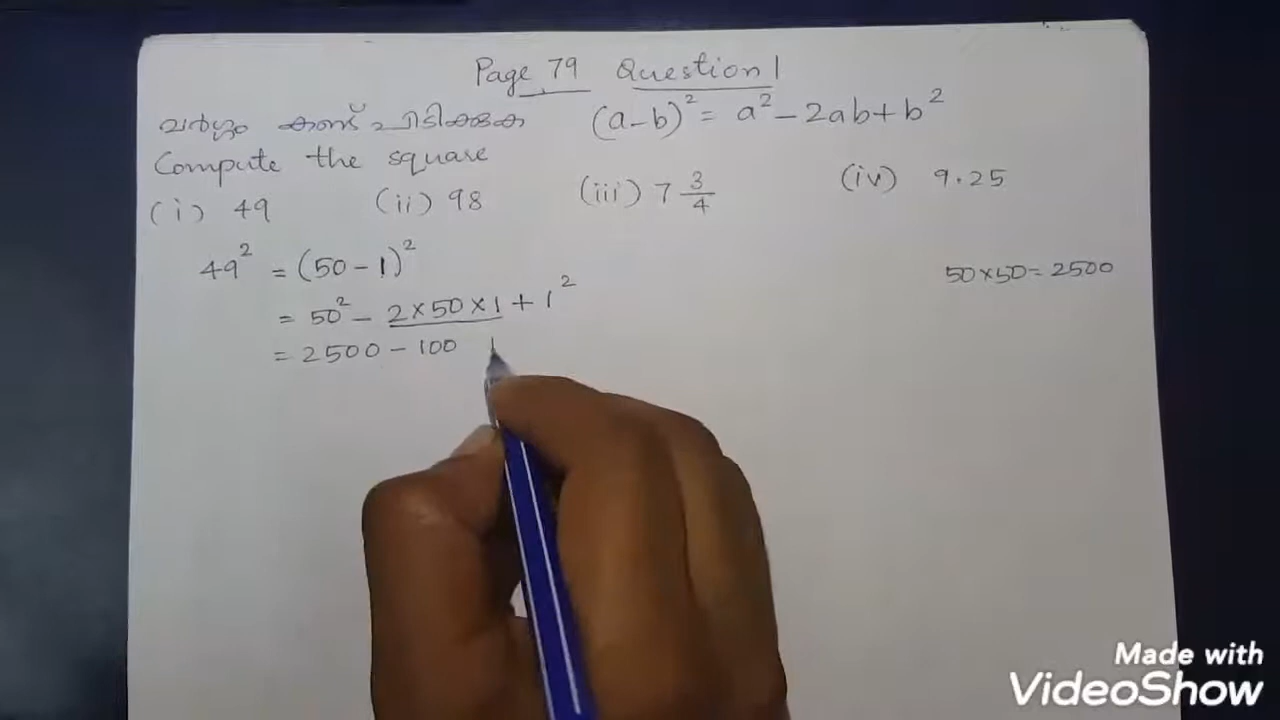 Page 79 Question 1
വർഗ്ഗം കണ്ട് പിടിക്കുക (a-b)² = a² - 2ab + b²
Compute the square
(i) 49 (ii) 98 (iii) 7 3/4 (iv) 9.25
49² = (50 - 1)²
50×50 = 2500
= 50² - 2×50×1 + 1²
= 2500 - 100
Made with
VideoShow